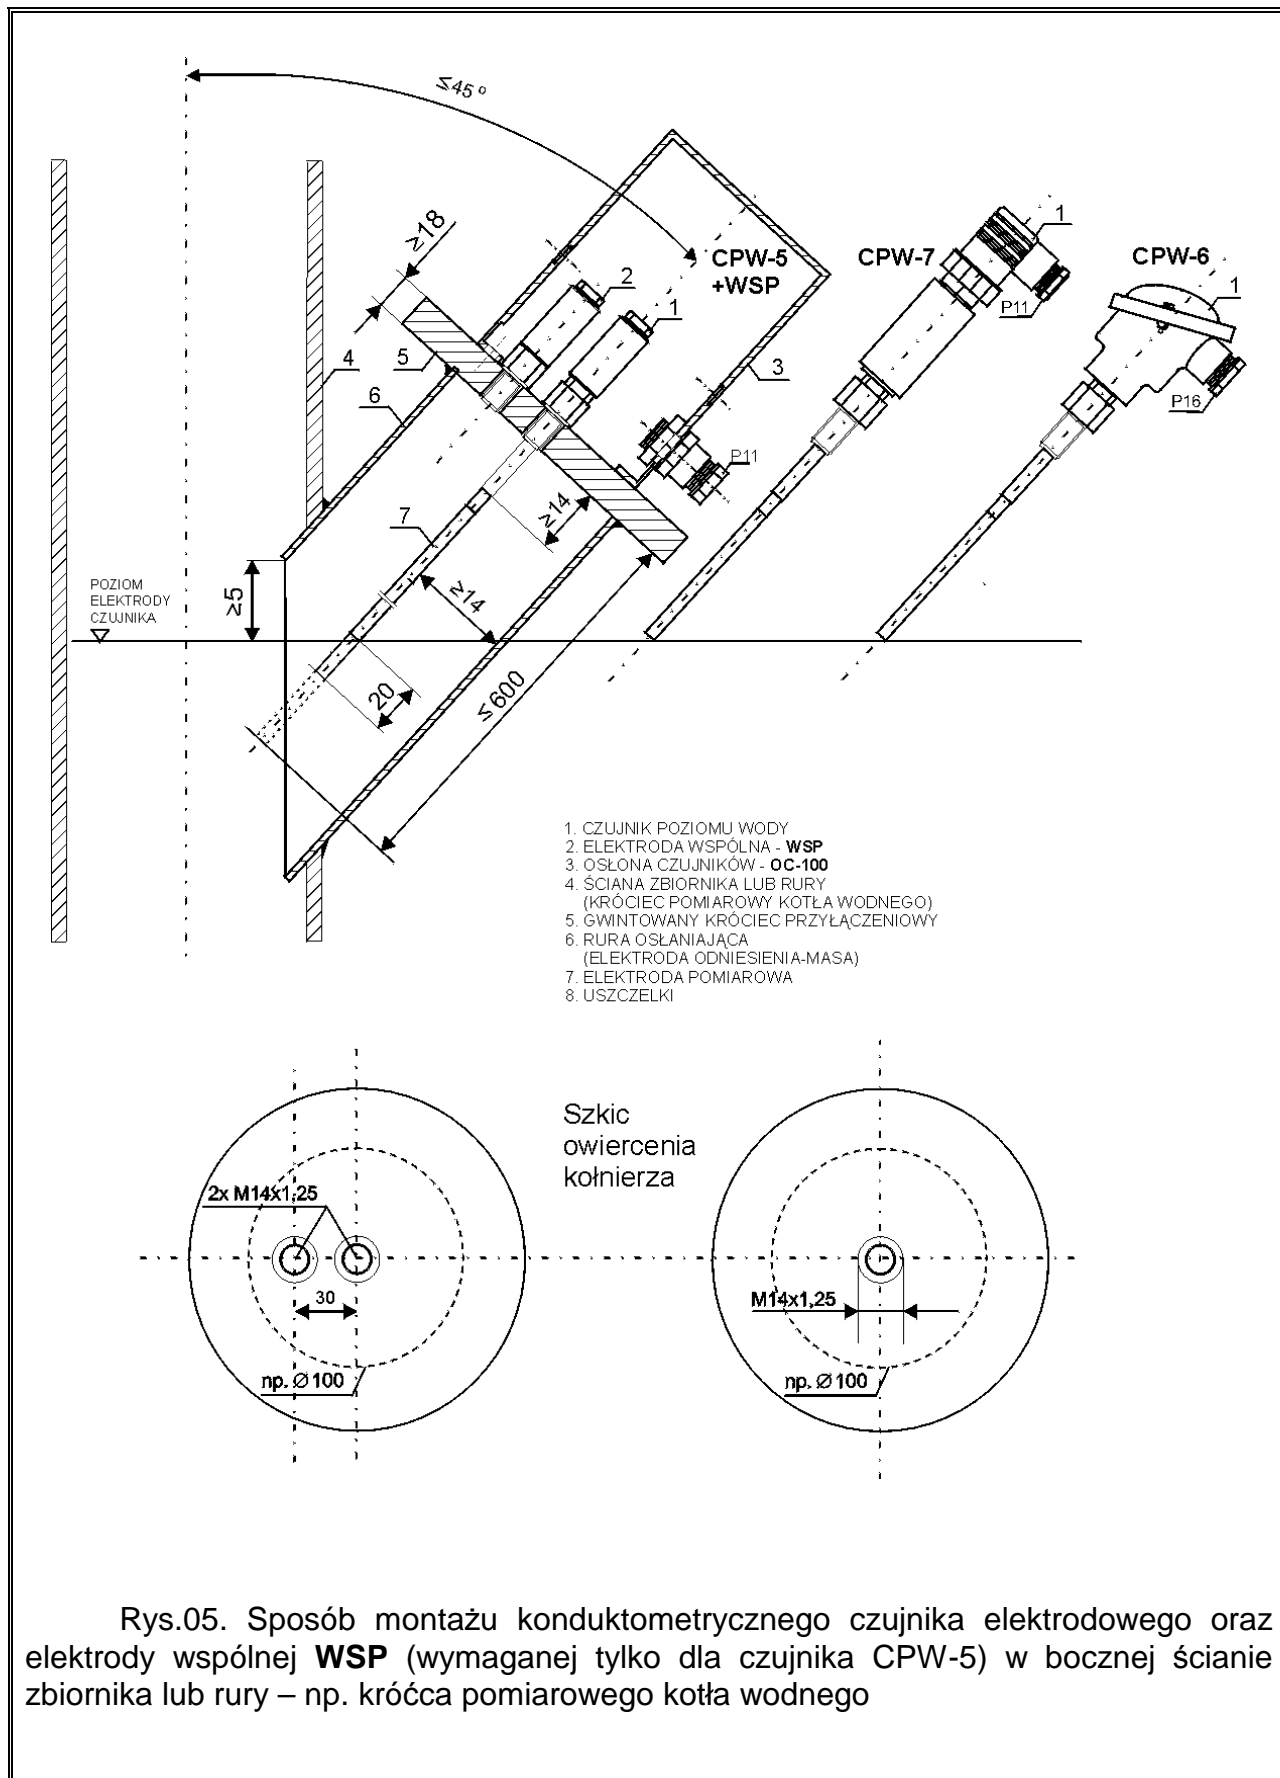 ≤45°
≥18
CPW-5
+WSP
CPW-7
CPW-6
2
1
1
1
P11
P16
4
5
6
3
P11
7
≥14
≥14
≥5
POZIOM
ELEKTRODY
CZUJNIKA
20
≤600
1. CZUJNIK POZIOMU WODY
2. ELEKTRODA WSPÓLNA - WSP
3. OSŁONA CZUJNIKÓW - OC-100
4. ŚCIANA ZBIORNIKA LUB RURY
(KRÓCIEC POMIAROWY KOTŁA WODNEGO)
5. GWINTOWANY KRÓCIEC PRZYŁĄCZENIOWY
6. RURA OSŁANIAJĄCA
(ELEKTRODA ODNIESIENIA-MASA)
7. ELEKTRODA POMIAROWA
8. USZCZELKI
Szkic
owiercenia
kołnierza
2x M14x1,25
30
np. Ø100
M14x1,25
np. Ø100
Rys.05. Sposób montażu konduktometrycznego czujnika elektrodowego oraz
elektrody wspólnej WSP (wymaganej tylko dla czujnika CPW-5) w bocznej ścianie
zbiornika lub rury – np. króćca pomiarowego kotła wodnego